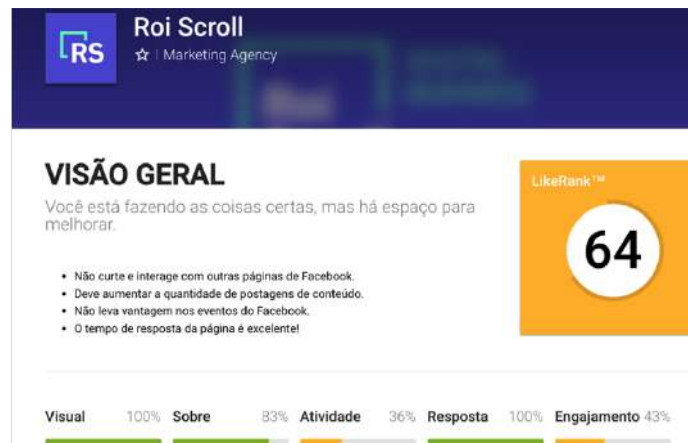 RS
Roi Scroll
☆ | Marketing Agency
Roi
VISÃO GERAL
LikeRank™
Você está fazendo as coisas certas, mas há espaço para
melhorar.
64
• Não curte e interage com outras páginas de Facebook.
• Deve aumentar a quantidade de postagens de conteúdo.
• Não leva vantagem nos eventos do Facebook.
• O tempo de resposta da página é excelente!
Visual 100% Sobre 83% Atividade 36% Resposta 100% Engajamento 43%